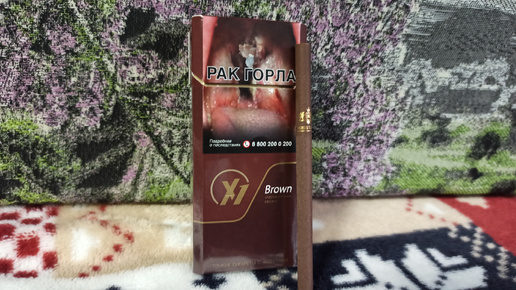 РАК ГОРЛА
Подробнее
о последствиях
8 800 200 0 200
X1
Brown